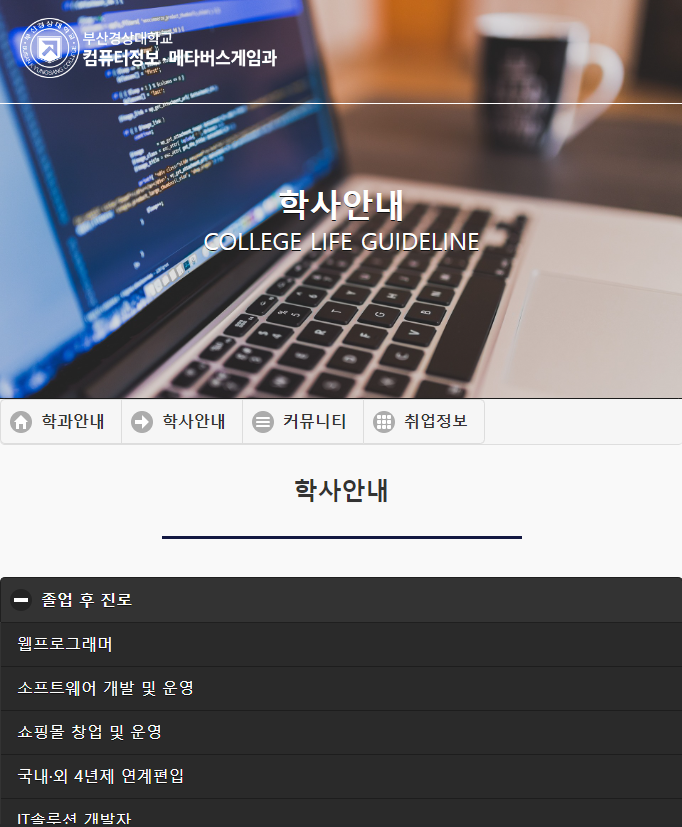 부산경상대학교
컴퓨터정보, 메타버스게임과
학사안내
COLLEGE LIFE GUIDELINE
학과안내
학사안내
커뮤니티
취업정보
학사안내
졸업 후 진로
웹프로그래머
소프트웨어 개발 및 운영
쇼핑몰 창업 및 운영
국내·외 4년제 연계편입
IT솔루션 개발자